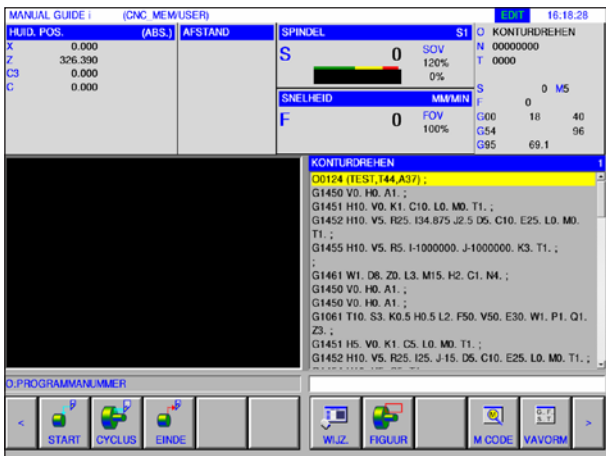 MANUAL GUIDE i (CNC_MEM/USER) EDIT 16:18.28
HUID. POS. (ABS.) AFSTAND SPINDEL S1 O KONTURDREHEN
X 0.000
Z 326.390
C3 0.000
C 0.000
S 0 SOV
120%
0%
N 00000000
T 0000
S 0 M5
SNELHEID MM/MIN F 0
F 0 FOV
100%
G00 18 40
G54 96
G95 69.1
KONTURDREHEN 1
O0124 (TEST,T44,A37) ;
G1450 V0. H0. A1. ;
G1451 H10. V0. K1. C10. L0. M0. T1. ;
G1452 H10. V5. R25. I34.875 J2.5 D5. C10. E25. L0. M0.
T1. ;
G1455 H10. V5. R5. I-1000000. J-1000000. K3. T1. ;
;
G1461 W1. D8. Z0. L3. M15. H2. C1. N4. ;
G1450 V0. H0. A1. ;
G1450 V0. H0. A1. ;
G1061 T10. S3. K0.5 H0.5 L2. F50. V50. E30. W1. P1. Q1.
Z3. ;
G1451 H5. V0. K1. C5. L0. M0. T1. ;
G1452 H10. V5. R25. I25. J-15. D5. C10. E25. L0. M0. T1. ;
O:PROGRAMMANUMMER
< START CYCLUS EINDE WIJZ. FIGUUR M CODE VAVORM >